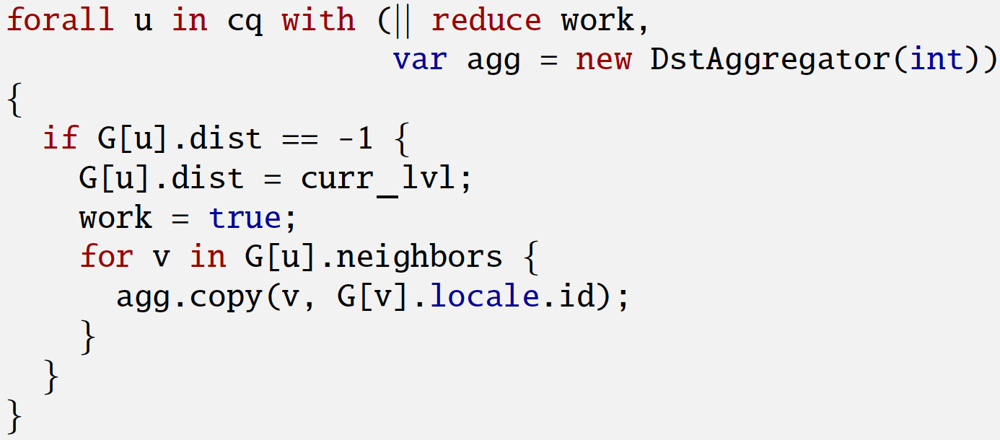 forall u in cq with (|| reduce work,
                     var agg = new DstAggregator(int))
{
  if G[u].dist == -1 {
    G[u].dist = curr_lvl;
    work = true;
    for v in G[u].neighbors {
      agg.copy(v, G[v].locale.id);
    }
  }
}